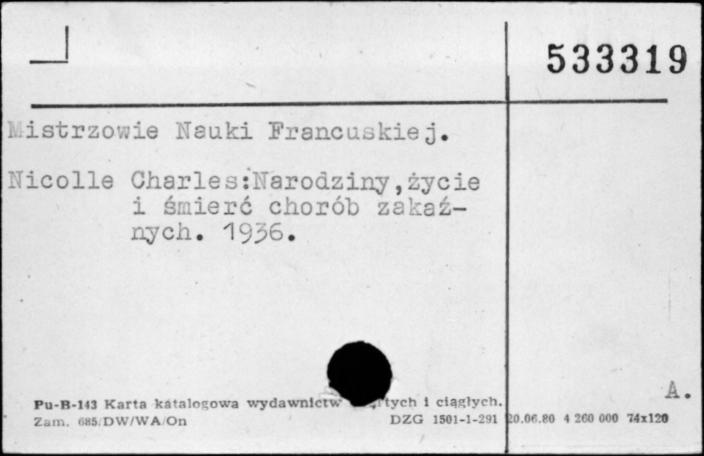 533319
Mistrzowie Nauki Francuskiej.
Nicolle Charles:Narodziny,życie
i śmierć chorób zakaź-
nych. 1936.
A.
Pu-B-143 Karta katalogowa wydawnictw i ciągłych.
Zam. 685/DW/WA/On DZG 1501-1-291 20.06.80 4 260 000 74x120